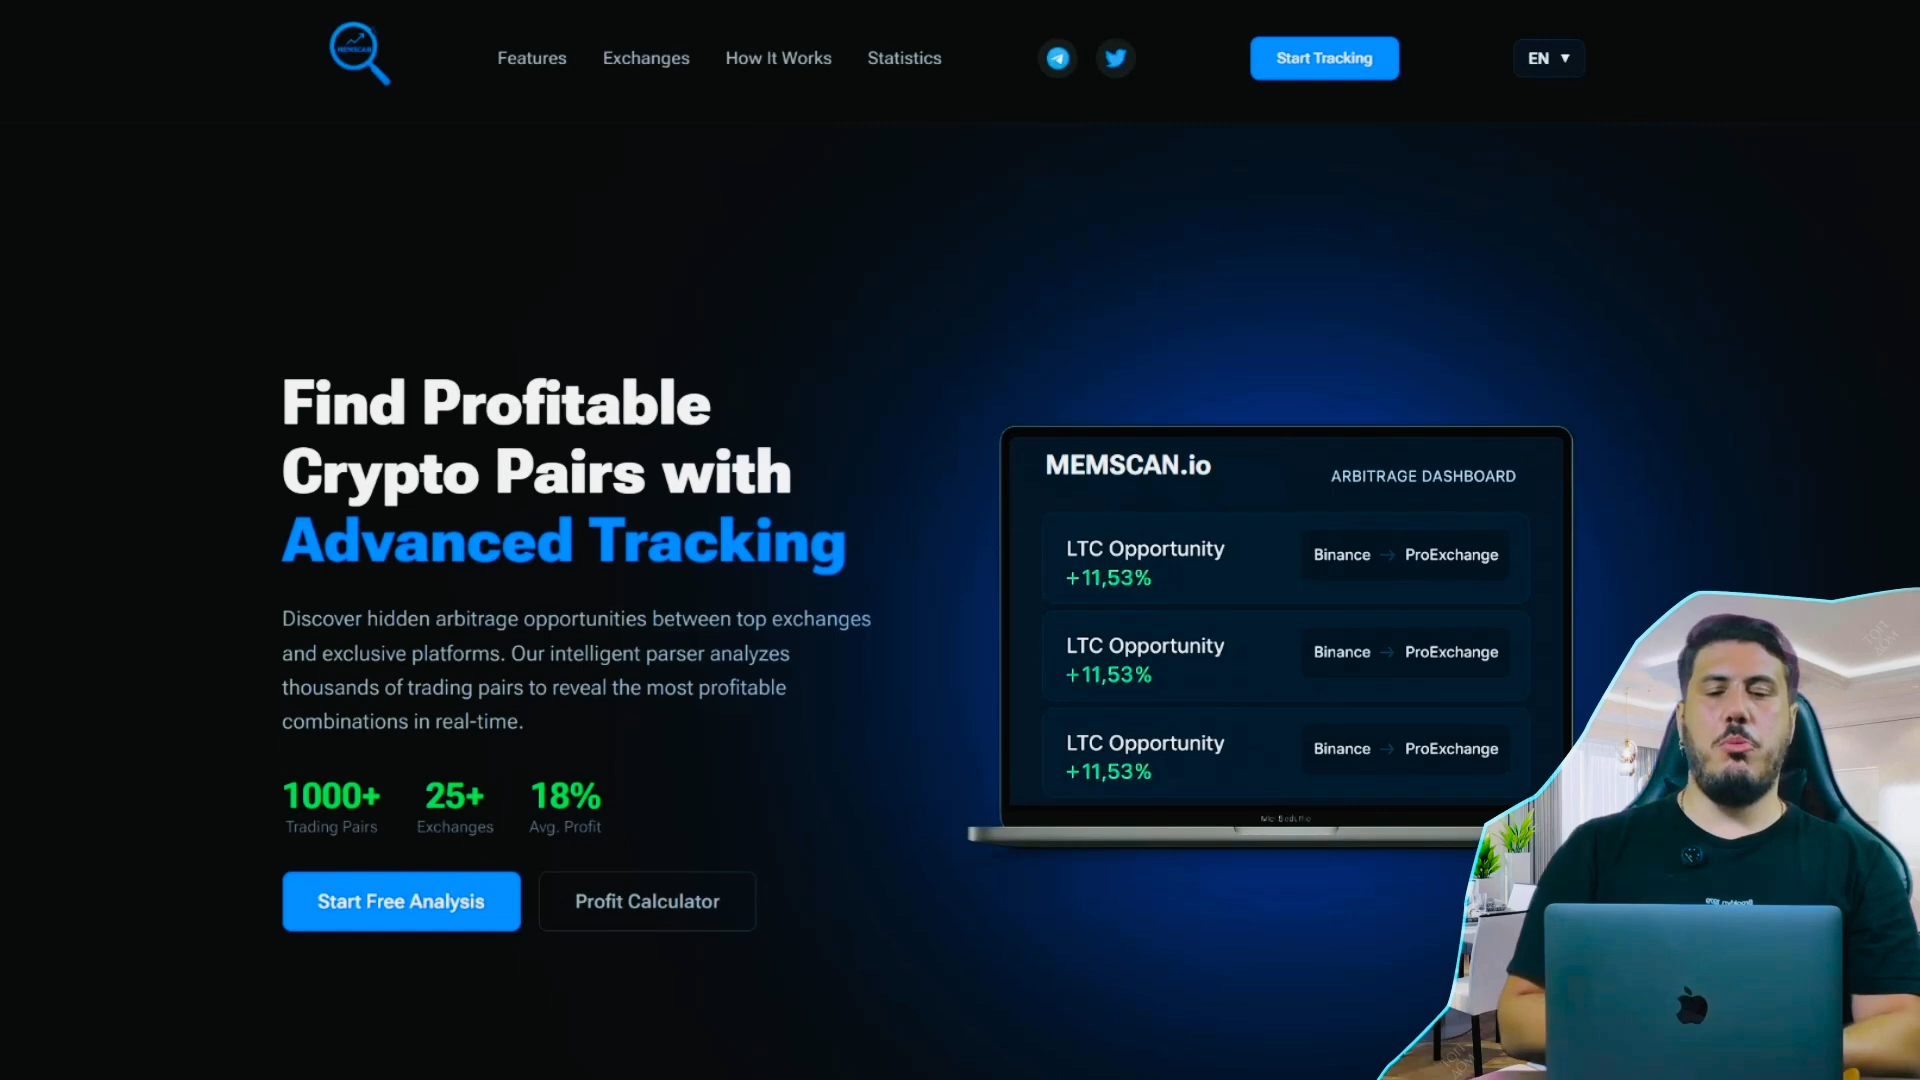 MEMSCAN
Features
Exchanges
How It Works
Statistics
Start Tracking
EN ▼
Find Profitable
Crypto Pairs with
Advanced Tracking
Discover hidden arbitrage opportunities between top exchanges
and exclusive platforms. Our intelligent parser analyzes
thousands of trading pairs to reveal the most profitable
combinations in real-time.
1000+
Trading Pairs
25+
Exchanges
18%
Avg. Profit
Start Free Analysis
Profit Calculator
MEMSCAN.io
ARBITRAGE DASHBOARD
LTC Opportunity
+11,53%
Binance → ProExchange
LTC Opportunity
+11,53%
Binance → ProExchange
LTC Opportunity
+11,53%
Binance → ProExchange